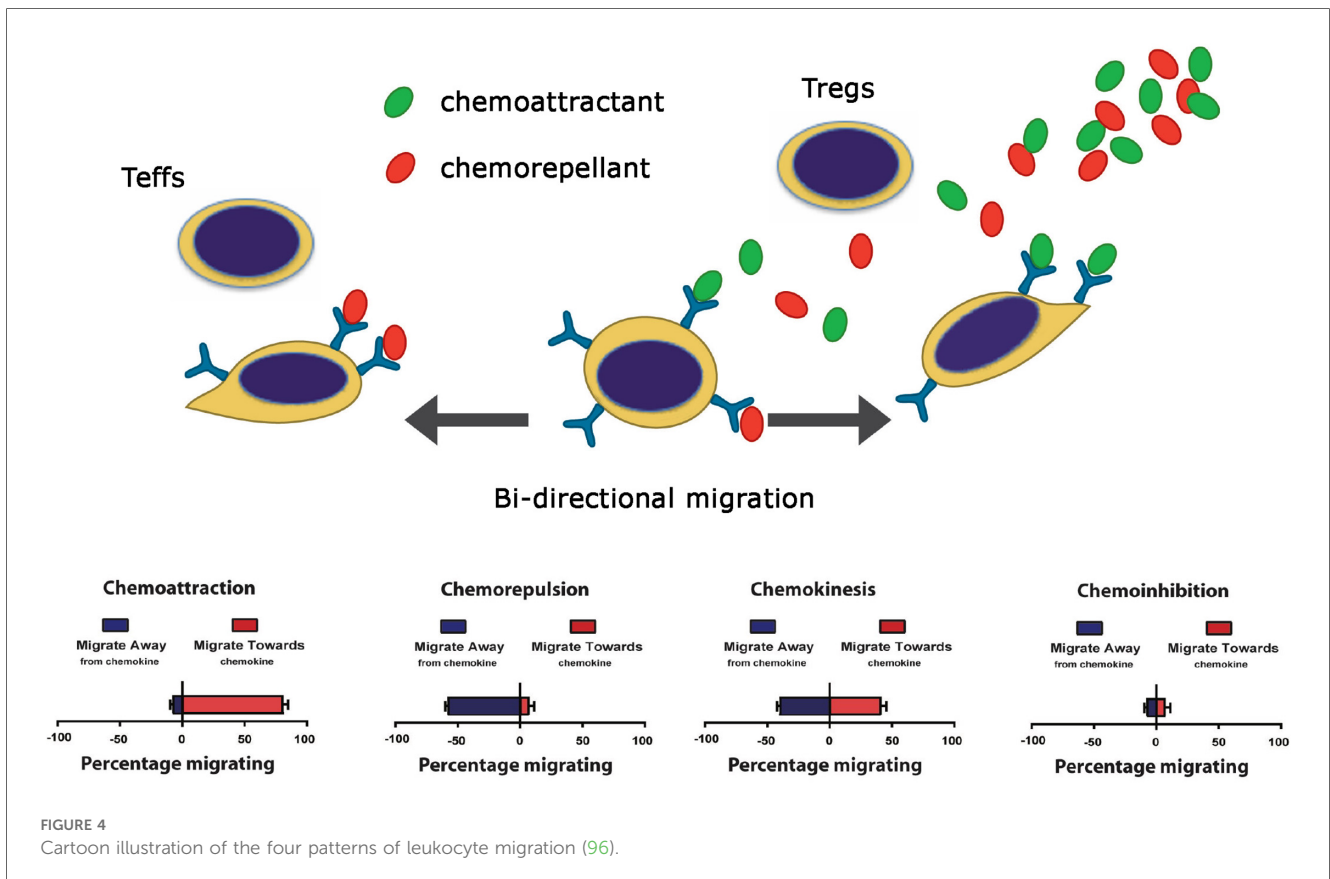 chemoattractant
Tregs
chemorepellant
Teffs
Bi-directional migration
Chemoattraction
Migrate Away
from chemokine
Migrate Towards
chemokine
-100 -50 0 50 100
Percentage migrating
Chemorepulsion
Migrate Away
from chemokine
Migrate Towards
chemokine
-100 -50 0 50 100
Percentage migrating
Chemokinesis
Migrate Away
from chemokine
Migrate Towards
chemokine
-100 -50 0 50 100
Percentage migrating
Chemoinhibition
Migrate Away
from chemokine
Migrate Towards
chemokine
-100 -50 0 50 100
Percentage migrating
FIGURE 4
Cartoon illustration of the four patterns of leukocyte migration (96).